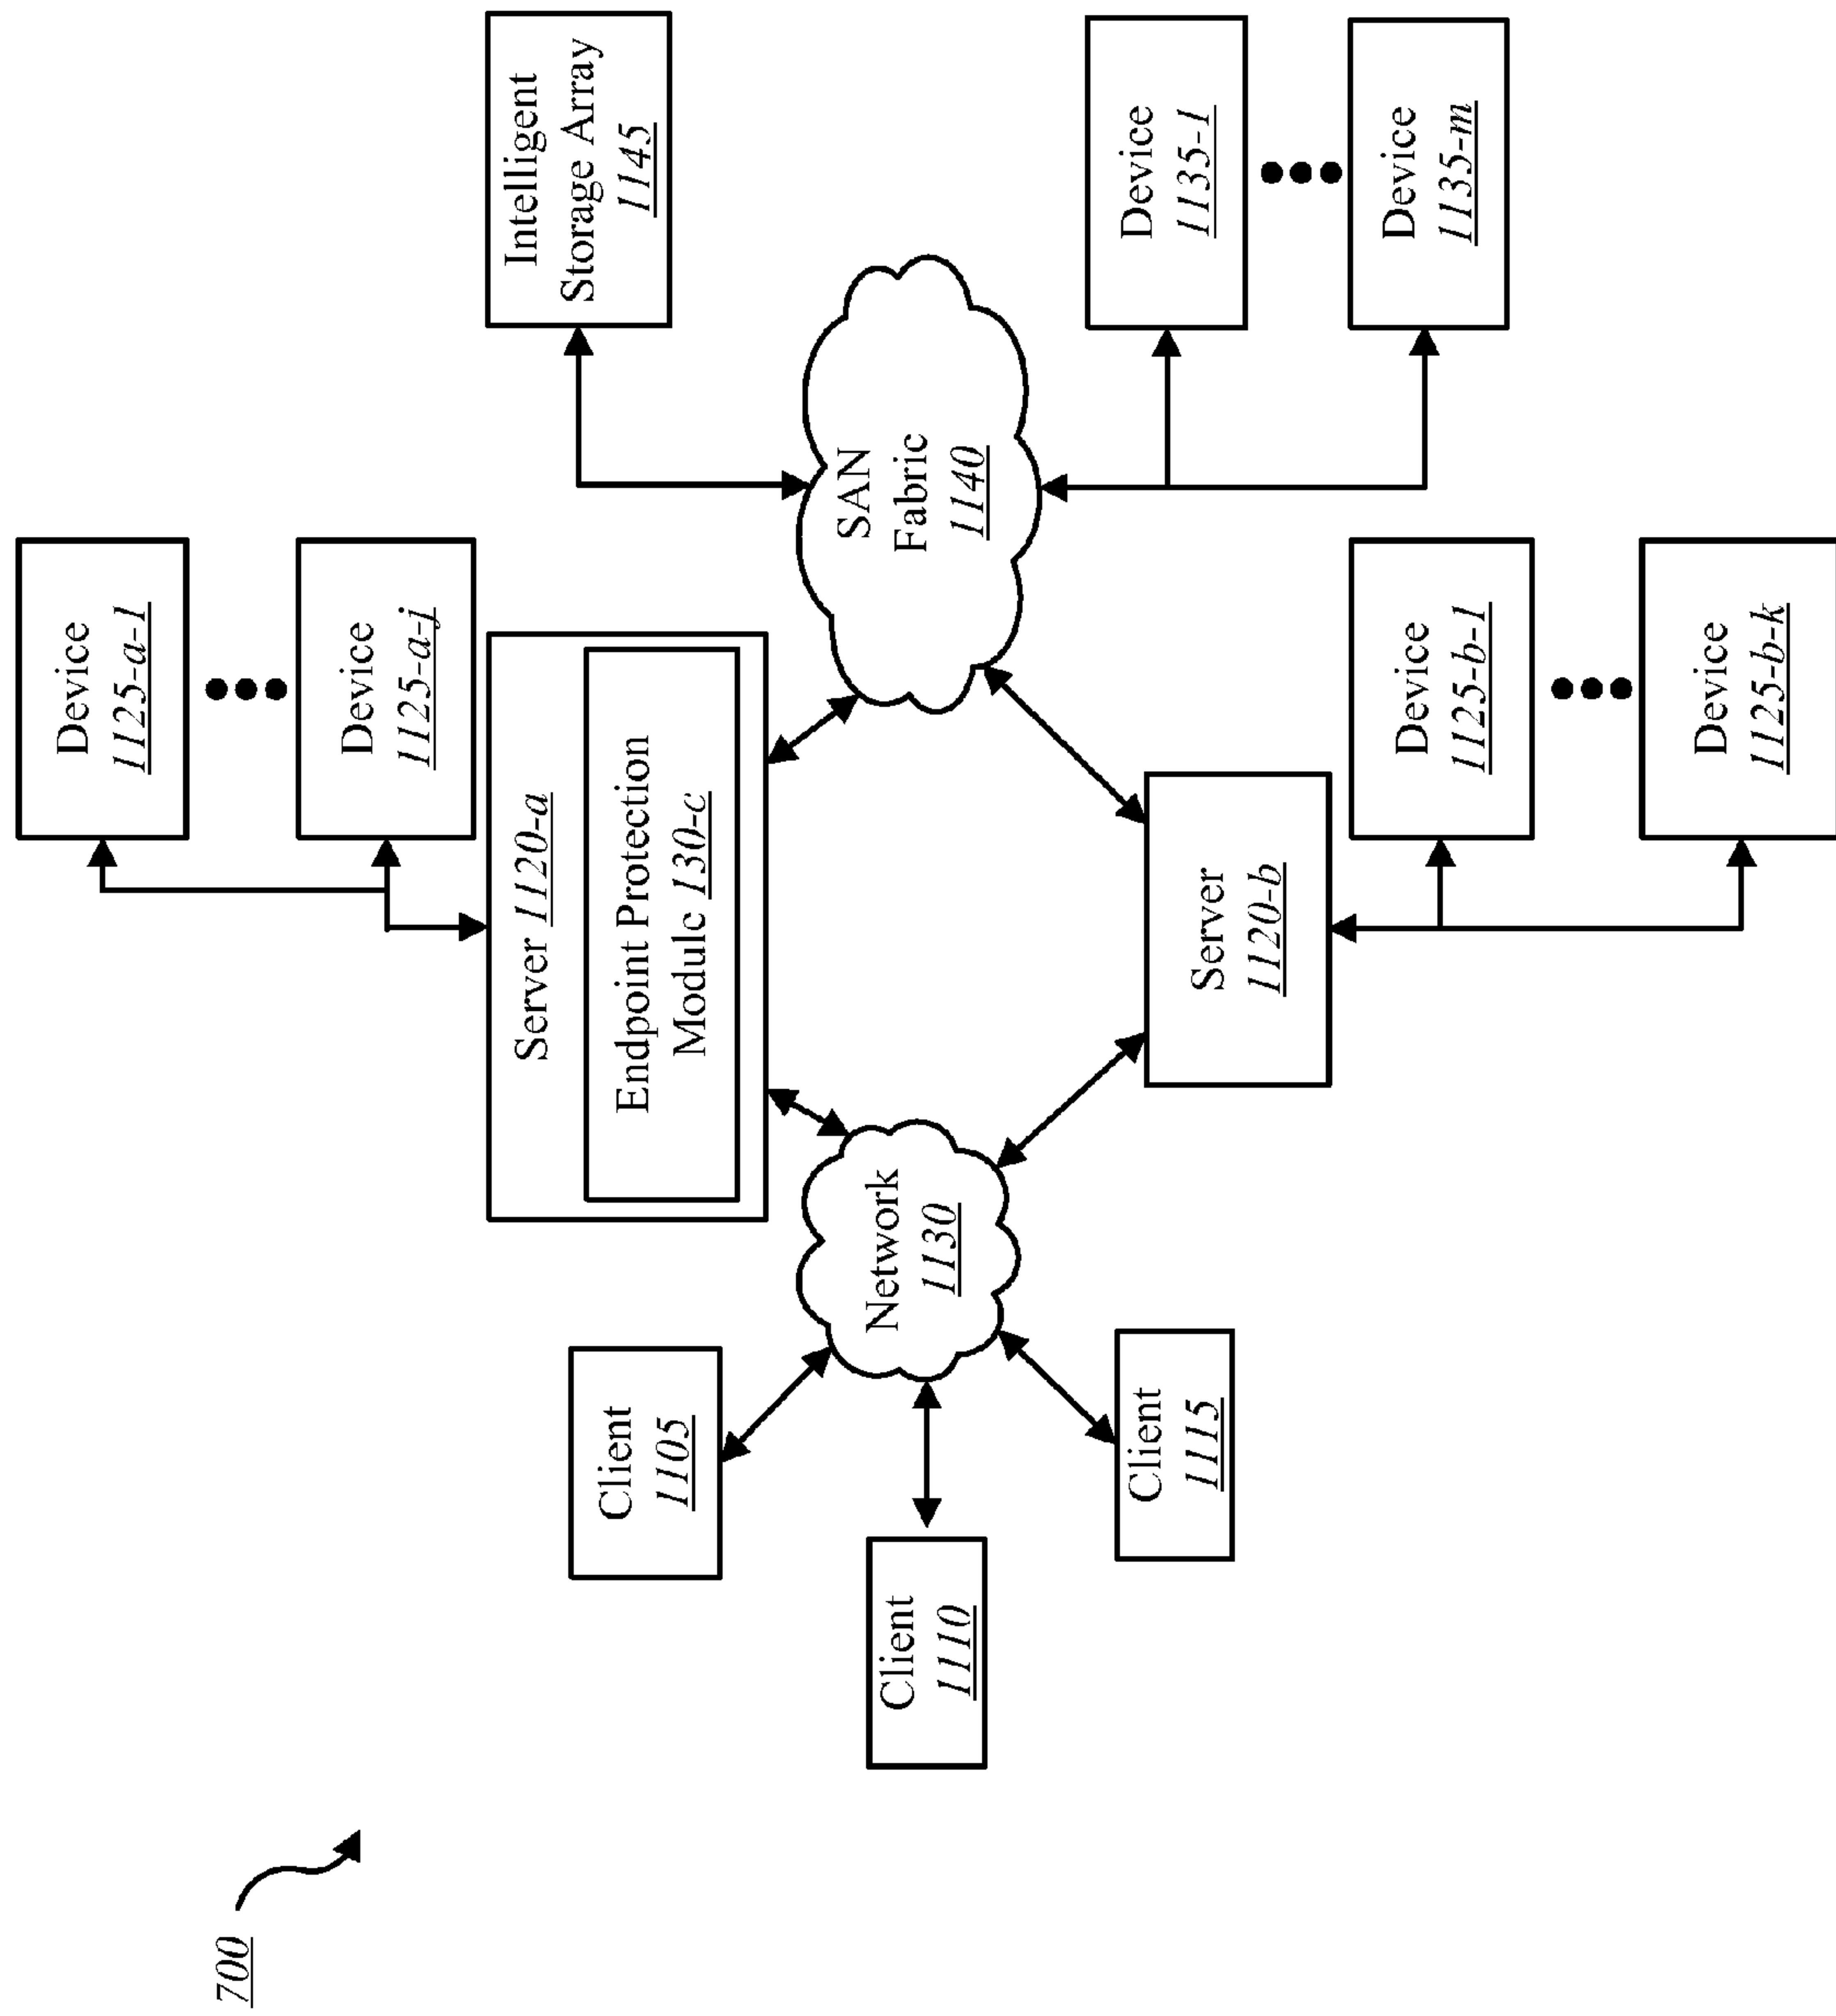 700
Device
1125-a-1
Device
1125-a-j
Server 1120-a
Endpoint Protection
Module 130-c
Intelligent
Storage Array
1145
Client
1105
Client
1110
Client
1115
Network
1130
SAN
Fabric
1140
Device
1135-1
Device
1135-m
Server
1120-b
Device
1125-b-1
Device
1125-b-k